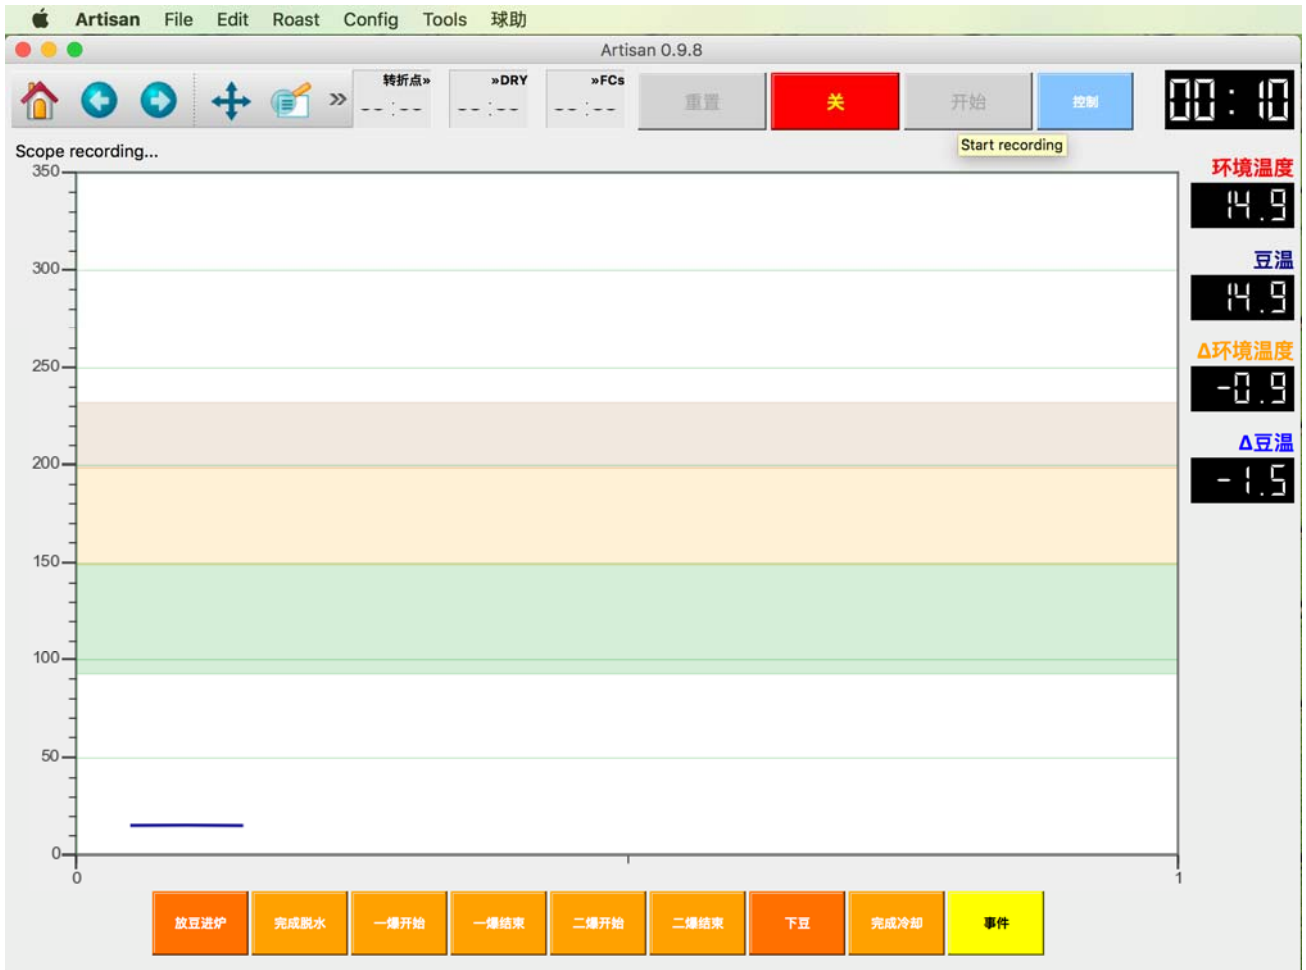 Artisan File Edit Roast Config Tools 球助
Artisan 0.9.8
转折点» »DRY »FCs
--:-- --:-- --:--
重置 关 开始 控制 00:10
Start recording
Scope recording...
环境温度
14.9
豆温
14.9
Δ环境温度
-0.9
Δ豆温
-1.5
350
300
250
200
150
100
50
0
0 1
放豆进炉 完成脱水 一爆开始 一爆结束 二爆开始 二爆结束 下豆 完成冷却 事件